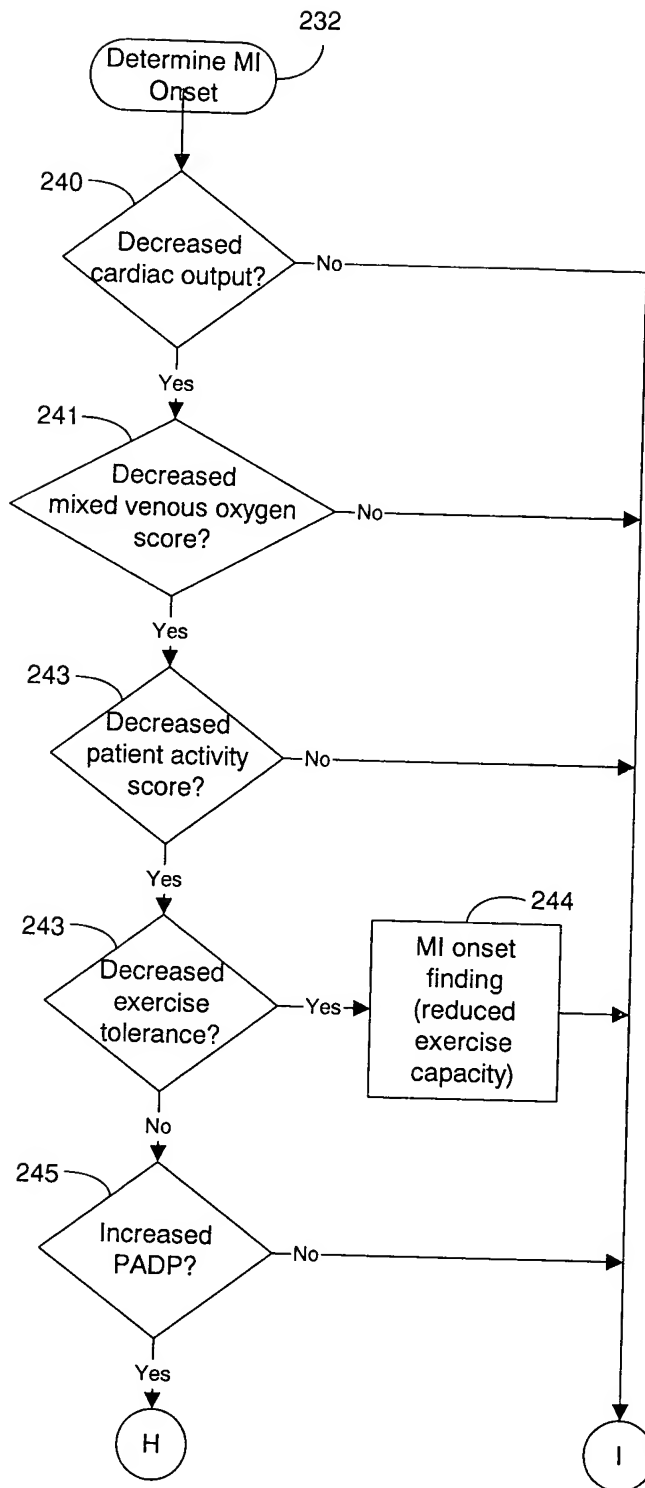 232
Determine MI
Onset
240
Decreased
cardiac output?
No
Yes
241
Decreased
mixed venous oxygen
score?
No
Yes
243
Decreased
patient activity
score?
No
Yes
243
Decreased
exercise
tolerance?
Yes
244
MI onset
finding
(reduced
exercise
capacity)
No
245
Increased
PADP?
No
Yes
H
I